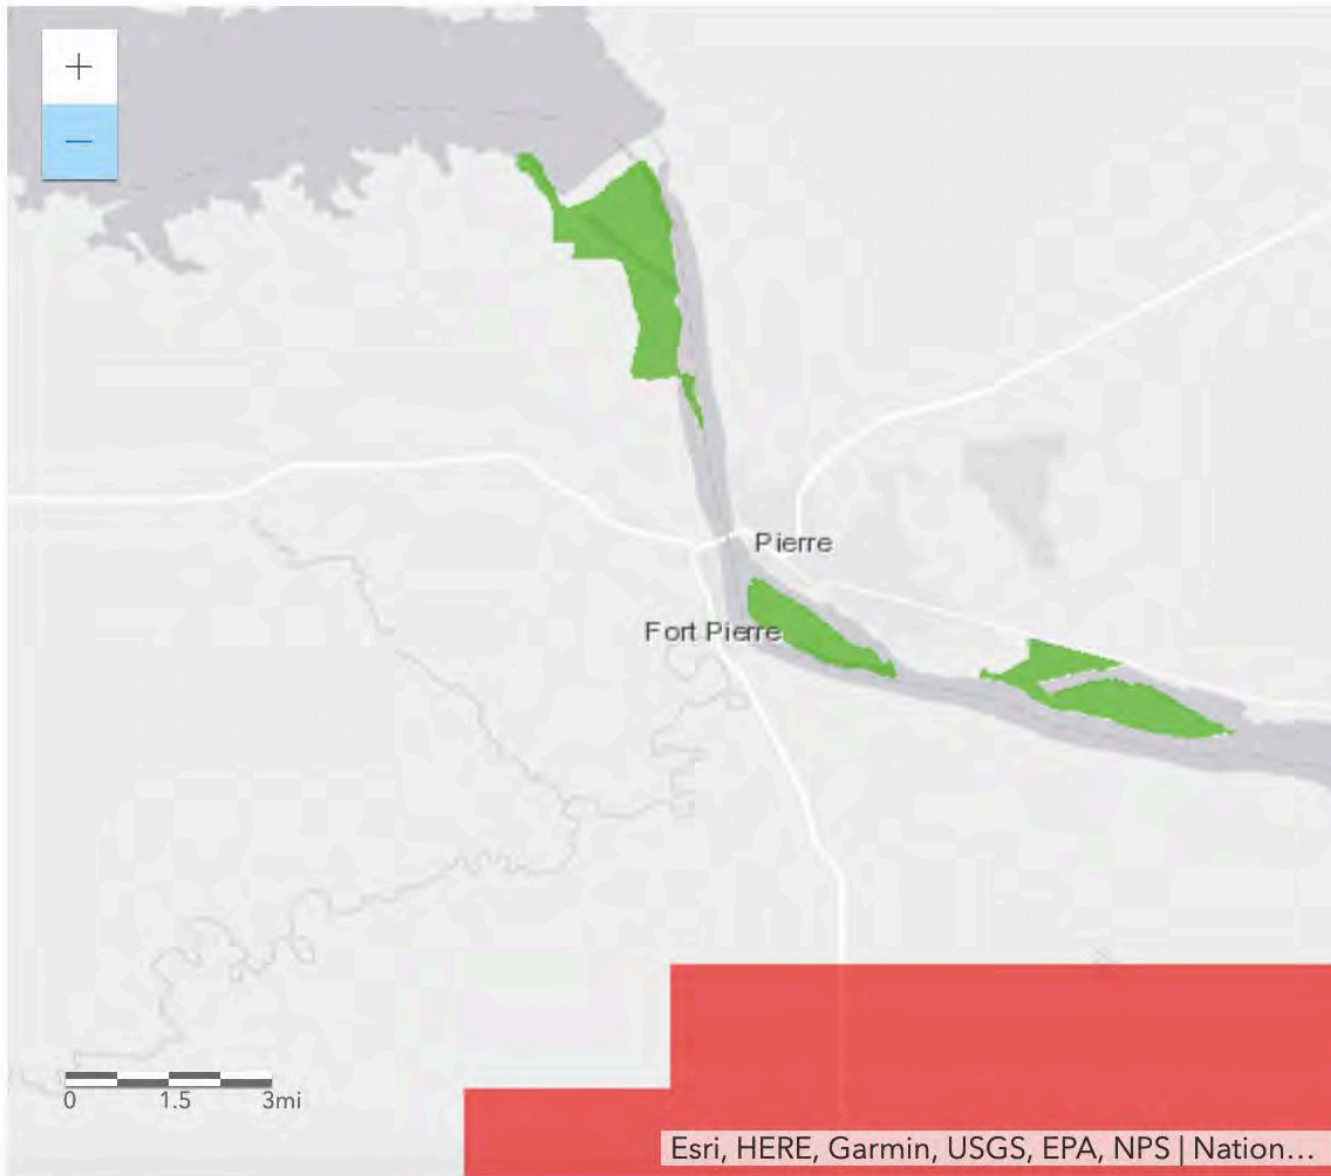 +
−
Pierre
Fort Pierre
0 1.5 3mi
Esri, HERE, Garmin, USGS, EPA, NPS | Nation...